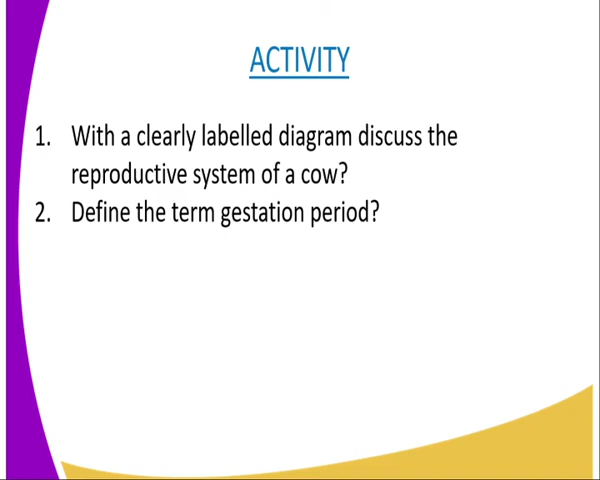 ACTIVITY
1. With a clearly labelled diagram discuss the
reproductive system of a cow?
2. Define the term gestation period?